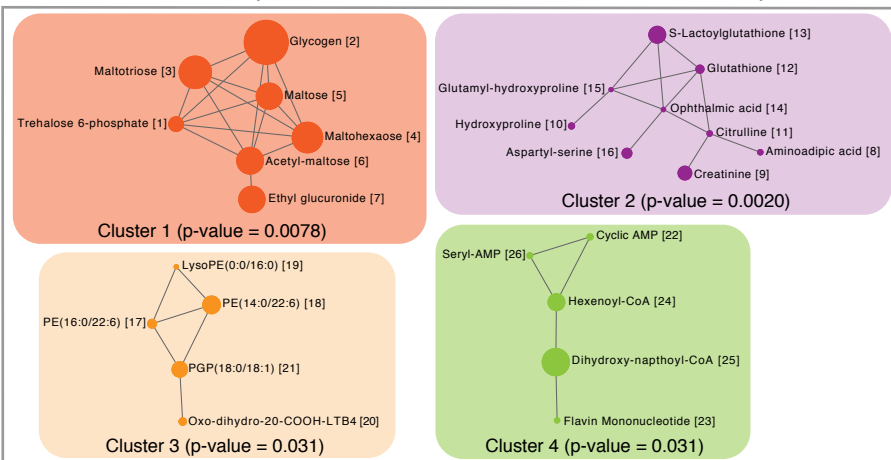 Glycogen [2]
Maltotriose [3]
Maltose [5]
Trehalose 6-phosphate [1]
Maltohexaose [4]
Acetyl-maltose [6]
Ethyl glucuronide [7]
Cluster 1 (p-value = 0.0078)
S-Lactoylglutathione [13]
Glutathione [12]
Glutamyl-hydroxyproline [15]
Ophthalmic acid [14]
Hydroxyproline [10]
Citrulline [11]
Aspartyl-serine [16]
Aminoadipic acid [8]
Creatinine [9]
Cluster 2 (p-value = 0.0020)
LysoPE(0:0/16:0) [19]
PE(14:0/22:6) [18]
PE(16:0/22:6) [17]
PGP(18:0/18:1) [21]
Oxo-dihydro-20-COOH-LTB4 [20]
Cluster 3 (p-value = 0.031)
Cyclic AMP [22]
Seryl-AMP [26]
Hexenoyl-CoA [24]
Dihydroxy-napthoyl-CoA [25]
Flavin Mononucleotide [23]
Cluster 4 (p-value = 0.031)